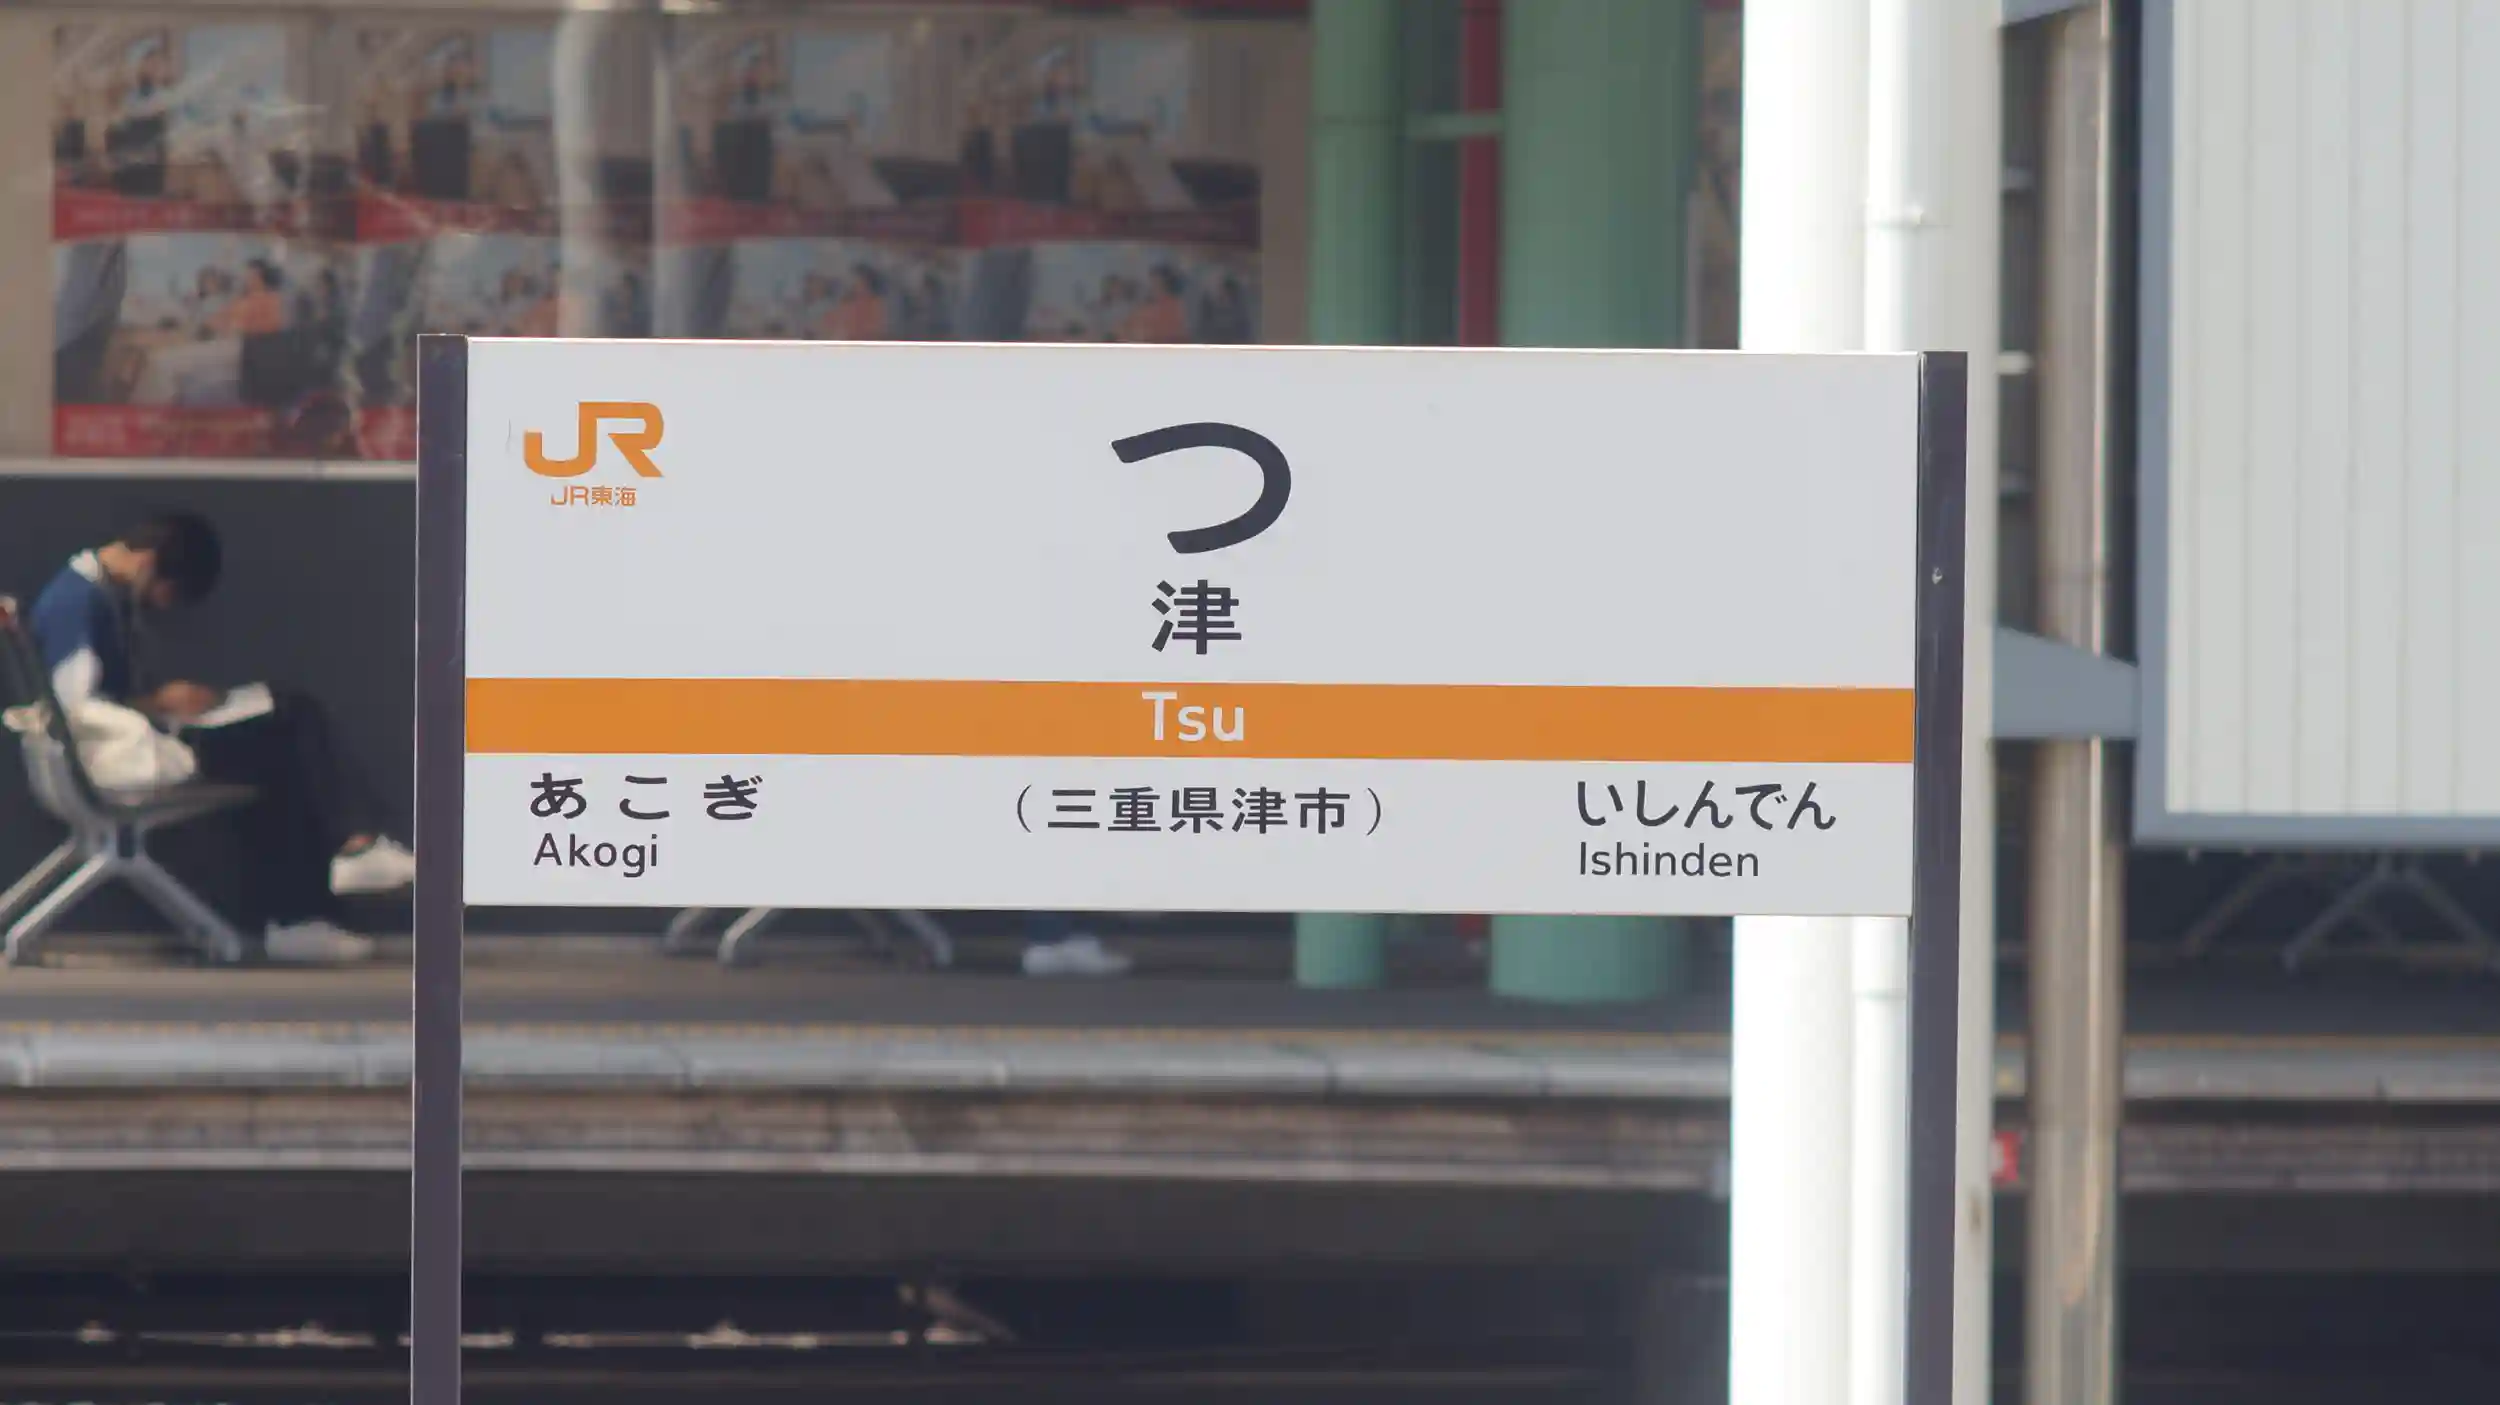 JR
JR東海
つ
津
Tsu
あこぎ
Akogi
（三重県津市）
いしんでん
Ishinden